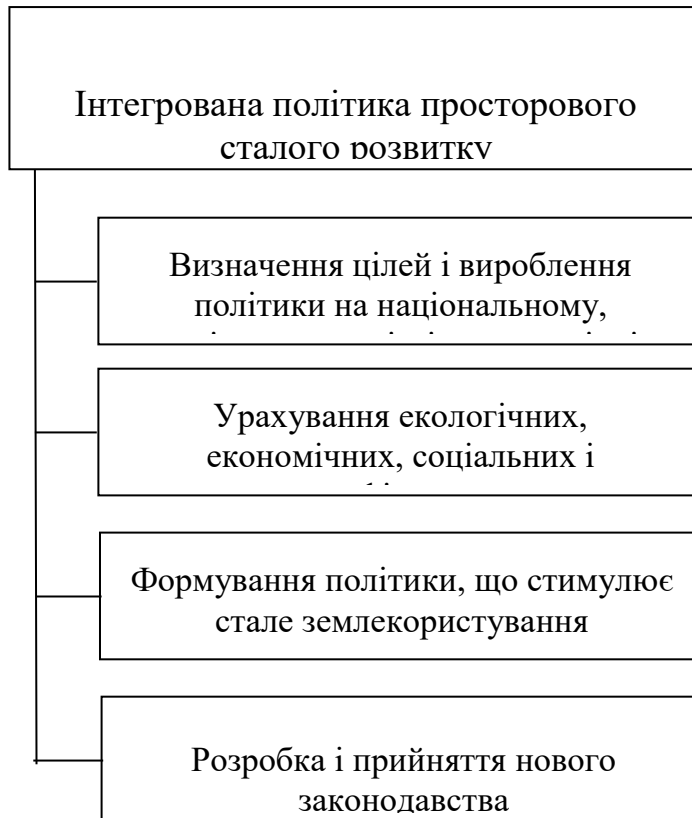 Інтегрована політика просторового
сталого розвитку
Визначення цілей і вироблення
політики на національному,
Урахування екологічних,
економічних, соціальних і
Формування політики, що стимулює
стале землекористування
Розробка і прийняття нового
законодавства